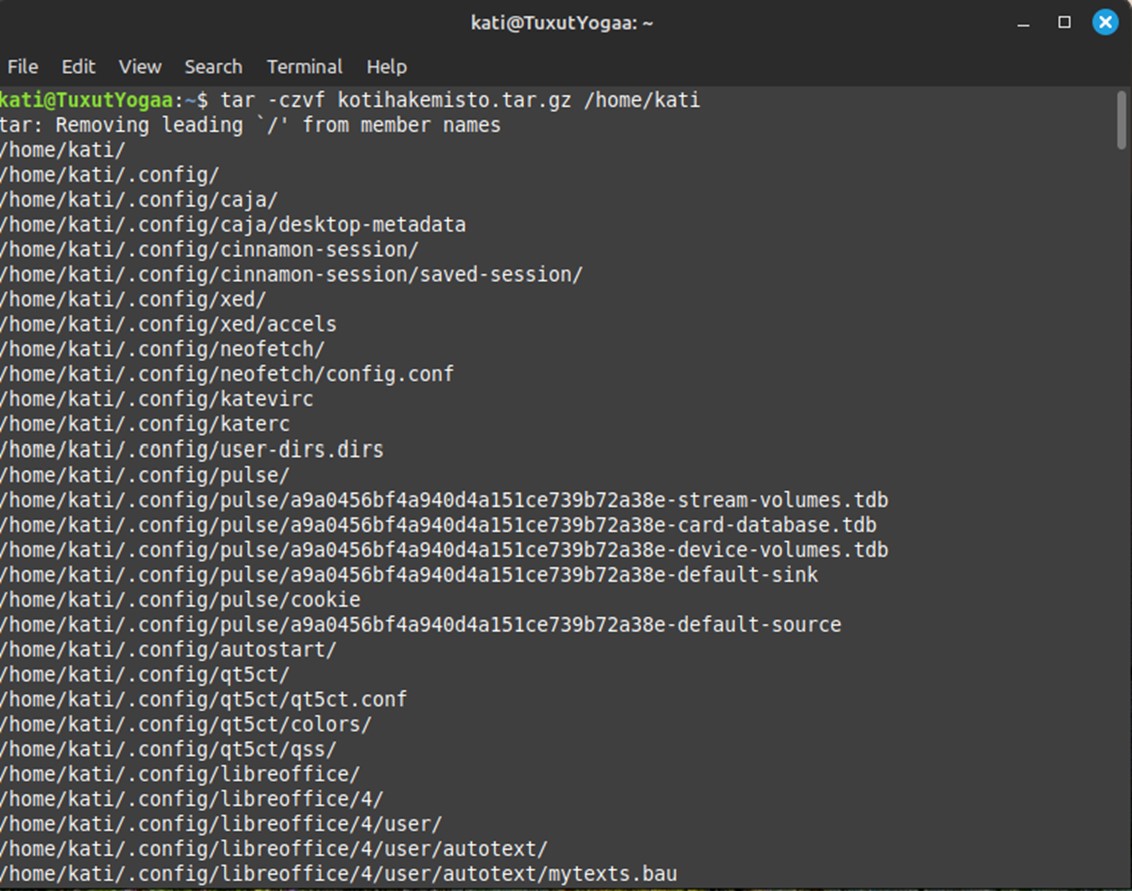 kati@TuxutYogaa: ~
File Edit View Search Terminal Help
kati@TuxutYogaa:~$ tar -czvf kotihakemisto.tar.gz /home/kati
tar: Removing leading `/' from member names
/home/kati/
/home/kati/.config/
/home/kati/.config/caja/
/home/kati/.config/caja/desktop-metadata
/home/kati/.config/cinnamon-session/
/home/kati/.config/cinnamon-session/saved-session/
/home/kati/.config/xed/
/home/kati/.config/xed/accels
/home/kati/.config/neofetch/
/home/kati/.config/neofetch/config.conf
/home/kati/.config/katevirc
/home/kati/.config/katerc
/home/kati/.config/user-dirs.dirs
/home/kati/.config/pulse/
/home/kati/.config/pulse/a9a0456bf4a940d4a151ce739b72a38e-stream-volumes.tdb
/home/kati/.config/pulse/a9a0456bf4a940d4a151ce739b72a38e-card-database.tdb
/home/kati/.config/pulse/a9a0456bf4a940d4a151ce739b72a38e-device-volumes.tdb
/home/kati/.config/pulse/a9a0456bf4a940d4a151ce739b72a38e-default-sink
/home/kati/.config/pulse/cookie
/home/kati/.config/pulse/a9a0456bf4a940d4a151ce739b72a38e-default-source
/home/kati/.config/autostart/
/home/kati/.config/qt5ct/
/home/kati/.config/qt5ct/qt5ct.conf
/home/kati/.config/qt5ct/colors/
/home/kati/.config/qt5ct/qss/
/home/kati/.config/libreoffice/
/home/kati/.config/libreoffice/4/
/home/kati/.config/libreoffice/4/user/
/home/kati/.config/libreoffice/4/user/autotext/
/home/kati/.config/libreoffice/4/user/autotext/mytexts.bau